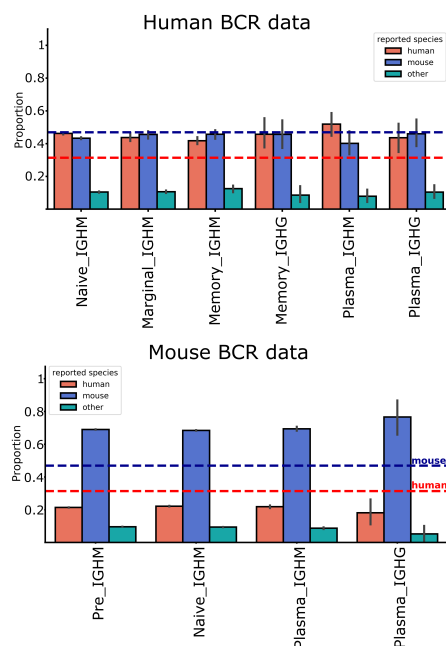 Human BCR data
reported species
human
mouse
other
Proportion
1
0.8
0.6
0.4
0.2
Naive_IGHM
Marginal_IGHM
Memory_IGHM
Memory_IGHG
Plasma_IGHM
Plasma_IGHG
Mouse BCR data
reported species
human
mouse
other
Proportion
1
0.8
0.6
0.4
0.2
mouse
human
Pre_IGHM
Naive_IGHM
Plasma_IGHM
Plasma_IGHG